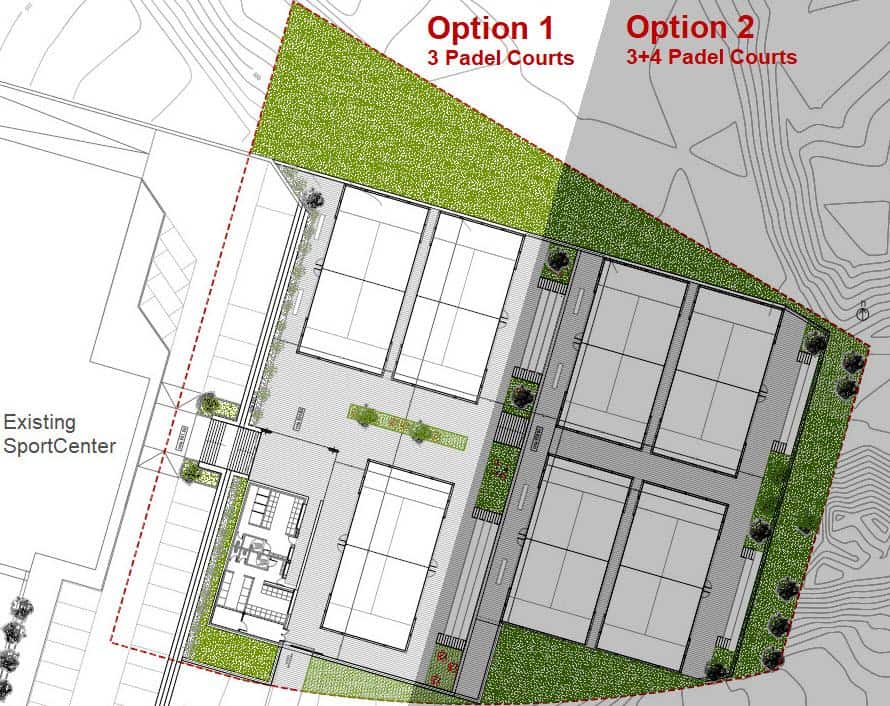 Option 1
3 Padel Courts
Option 2
3+4 Padel Courts
Existing
SportCenter